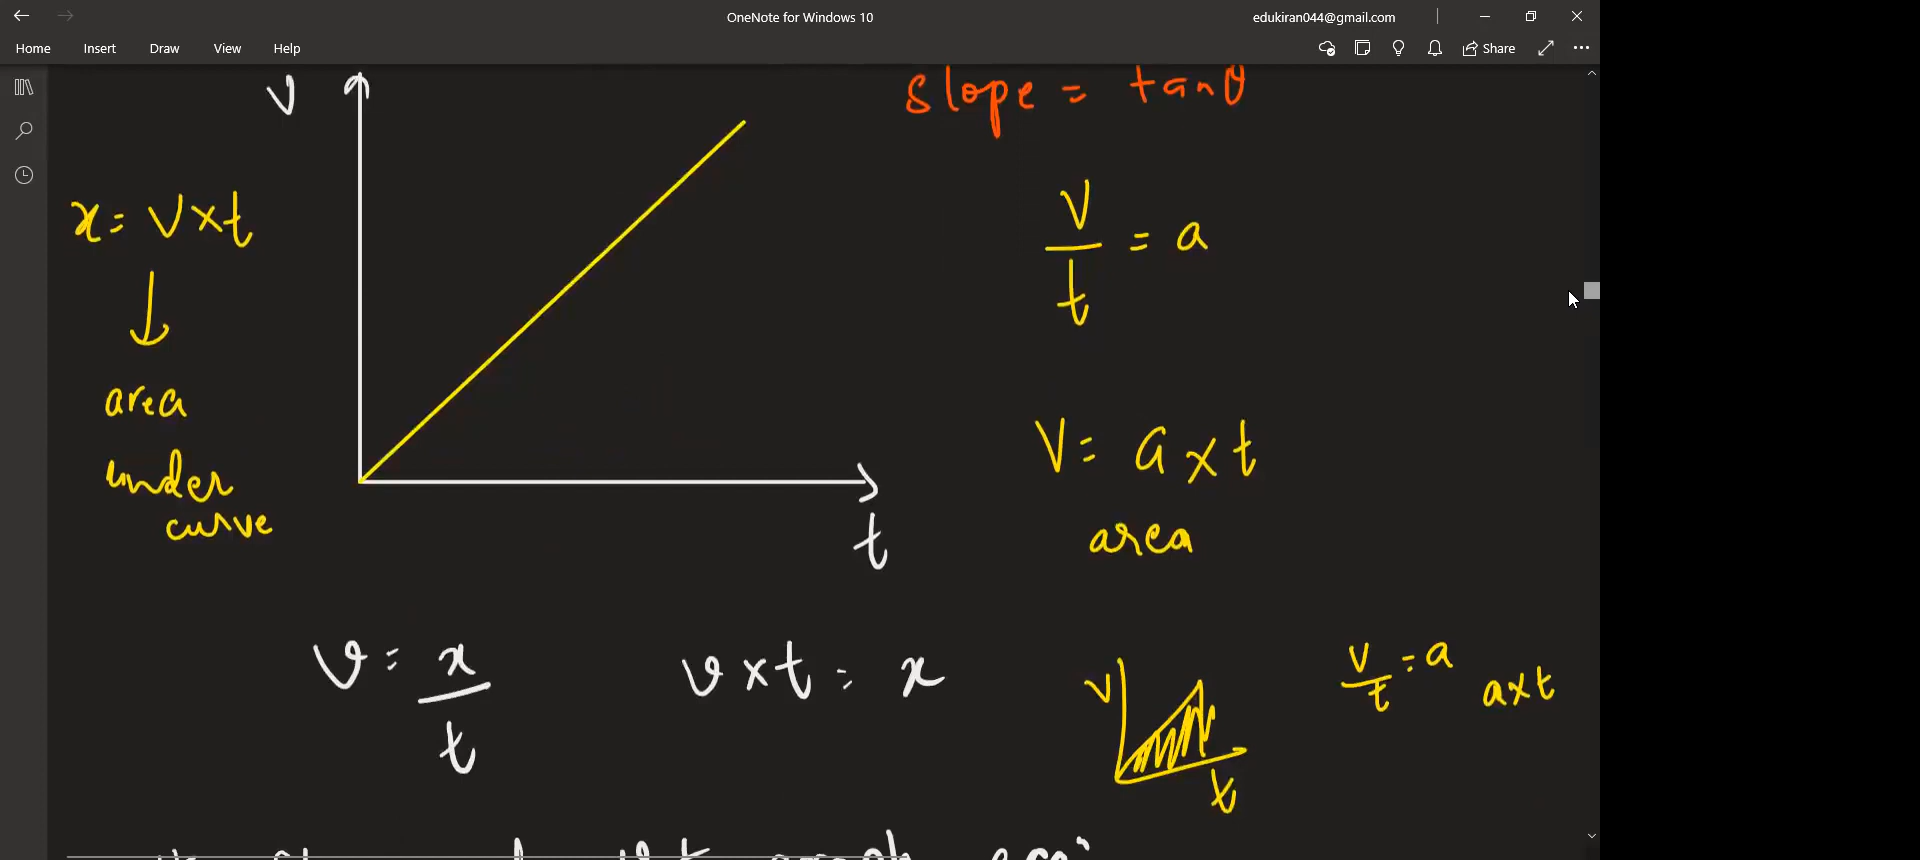 OneNote for Windows 10
edukiran044@gmail.com
Home Insert Draw View Help
Share
V
slope = tanθ
x = V×t
V/t = a
area
under
curve
V = a×t
area
t
v = x/t
v×t = x
V
t
V/t = a
a×t